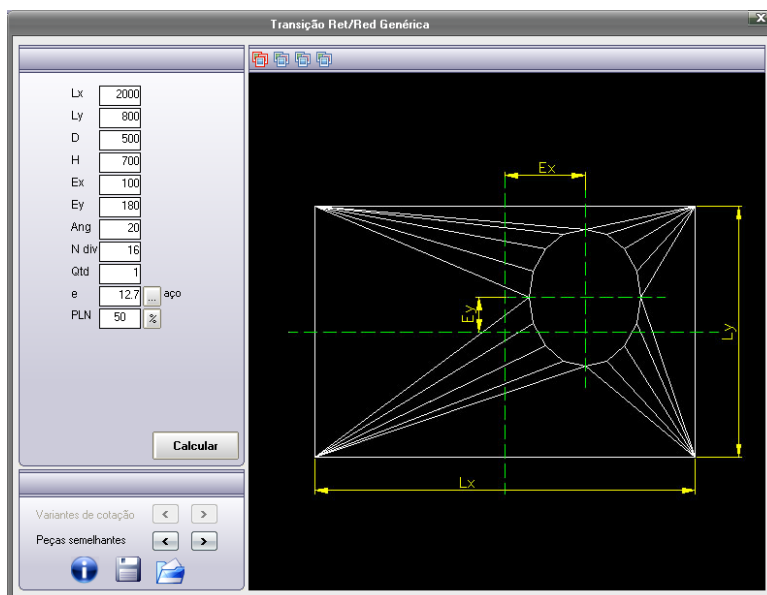 Transição Ret/Red Genérica
X
Lx 2000
Ly 800
D 500
H 700
Ex 100
Ey 180
Ang 20
N div 16
Qtd 1
e 12.7 ... aço
PLN 50 %
Calcular
Variantes de cotação < >
Peças semelhantes < >
i
Ex
Ey
Ly
Lx